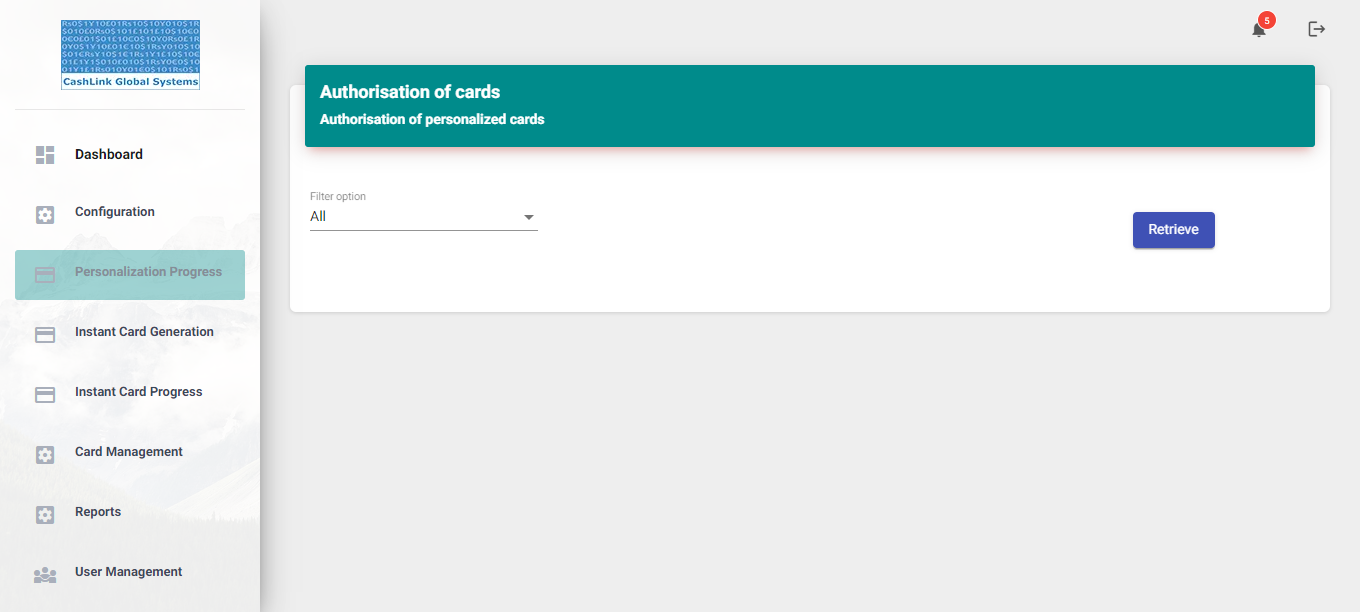 CashLink Global Systems
Dashboard
Configuration
Personalization Progress
Instant Card Generation
Instant Card Progress
Card Management
Reports
User Management
5
Authorisation of cards
Authorisation of personalized cards
Filter option
All
Retrieve